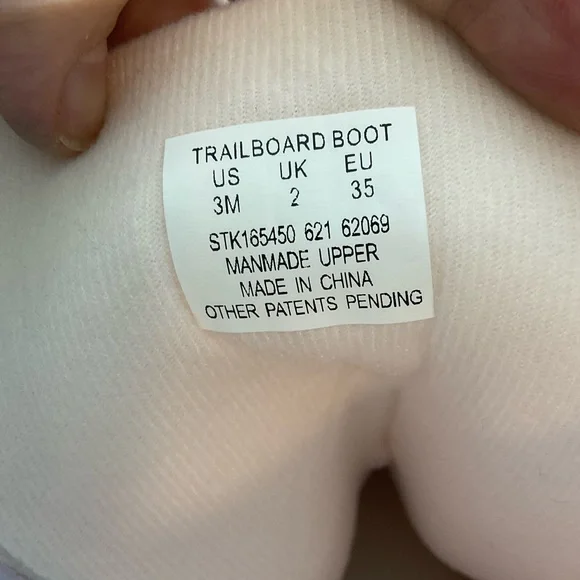 TRAILBOARD BOOT
US UK EU
3M 2 35
STK165450 621 62069
MANMADE UPPER
MADE IN CHINA
OTHER PATENTS PENDING